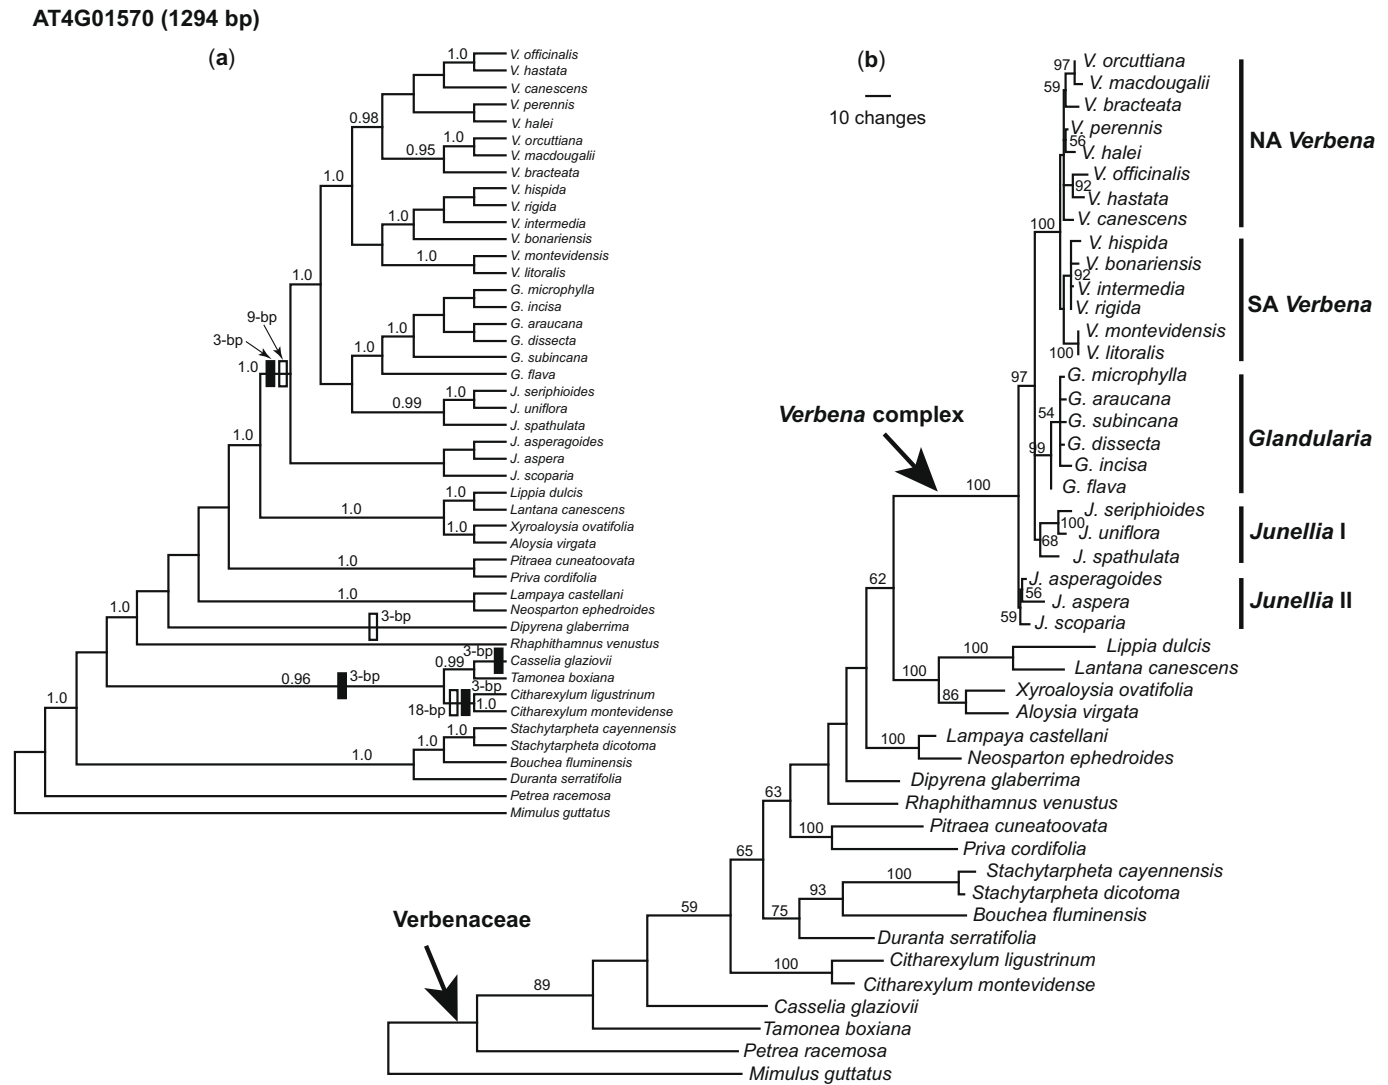 AT4G01570 (1294 bp)
(a)
1.0
V. officinalis
V. hastata
V. canescens
V. perennis
0.98
V. halei
1.0
V. orcuttiana
0.95
V. macdougalii
V. bracteata
1.0
V. hispida
V. rigida
1.0
V. intermedia
V. bonariensis
1.0
V. montevidensis
1.0
V. litoralis
G. microphylla
9-bp
G. incisa
1.0
G. araucana
3-bp
G. dissecta
1.0
G. subincana
1.0
G. flava
1.0
J. seriphioides
0.99
J. uniflora
J. spathulata
1.0
J. asperagoides
J. aspera
J. scoparia
1.0
Lippia dulcis
1.0
Lantana canescens
1.0
Xyroaloysia ovatifolia
Aloysia virgata
1.0
Pitraea cuneatoovata
Priva cordifolia
1.0
Lampaya castellani
1.0
Neosparton ephedroides
3-bp
Dipyrena glaberrima
Rhaphithamnus venustus
3-bp
0.99
Casselia glaziovii
0.96
3-bp
Tamonea boxiana
3-bp
1.0
Citharexylum ligustrinum
18-bp
1.0
Citharexylum montevidense
1.0
Stachytarpheta cayennensis
1.0
Stachytarpheta dicotoma
1.0
Bouchea fluminensis
Duranta serratifolia
Petrea racemosa
Mimulus guttatus
(b)
10 changes
97
V. orcuttiana
59
V. macdougalii
V. bracteata
V. perennis
56
V. halei
V. officinalis
92
V. hastata
V. canescens
NA Verbena
100
V. hispida
V. bonariensis
92
V. intermedia
V. rigida
V. montevidensis
100
V. litoralis
SA Verbena
97
G. microphylla
G. araucana
54
G. subincana
99
G. dissecta
G. incisa
G. flava
Glandularia
Verbena complex
100
J. seriphioides
100
J. uniflora
68
J. spathulata
Junellia I
J. asperagoides
56
J. aspera
59
J. scoparia
Junellia II
62
100
Lippia dulcis
100
Lantana canescens
86
Xyroaloysia ovatifolia
Aloysia virgata
100
Lampaya castellani
Neosparton ephedroides
Dipyrena glaberrima
63
Rhaphithamnus venustus
100
Pitraea cuneatoovata
65
Priva cordifolia
100
Stachytarpheta cayennensis
93
Stachytarpheta dicotoma
75
Bouchea fluminensis
59
Duranta serratifolia
100
Citharexylum ligustrinum
Citharexylum montevidense
Verbenaceae
89
Casselia glaziovii
Tamonea boxiana
Petrea racemosa
Mimulus guttatus